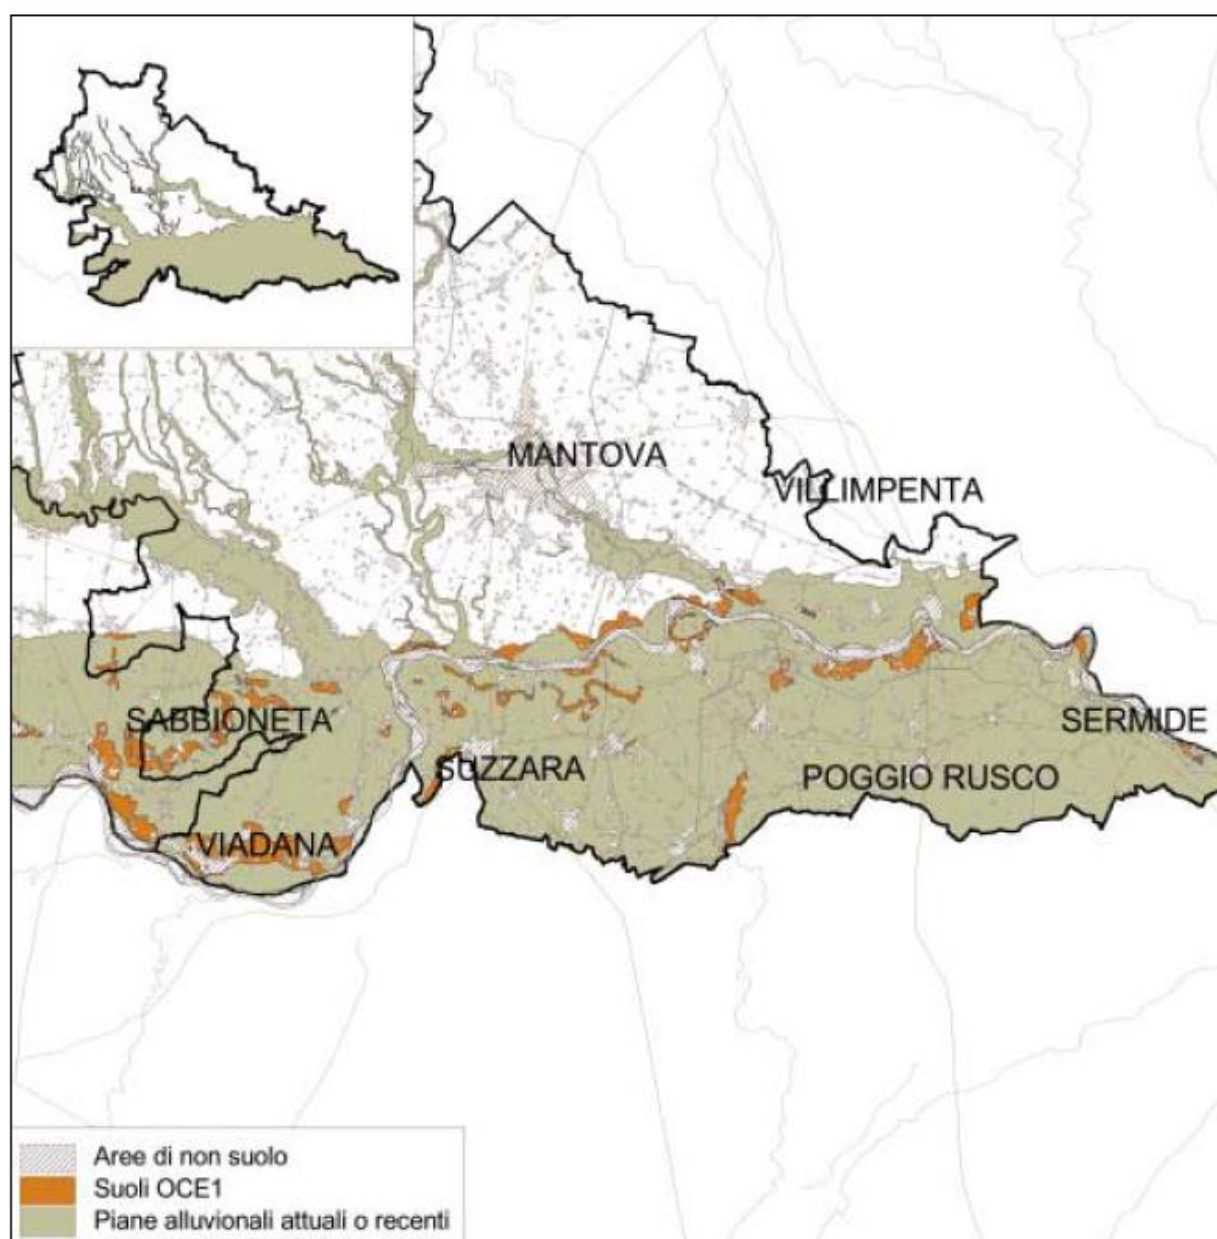 MANTOVA
VILLIMPENTA
SABBIONETA
SERMIDE
SUZZARA
POGGIO RUSCO
VIADANA
Aree di non suolo
Suoli OCE1
Piane alluvionali attuali o recenti